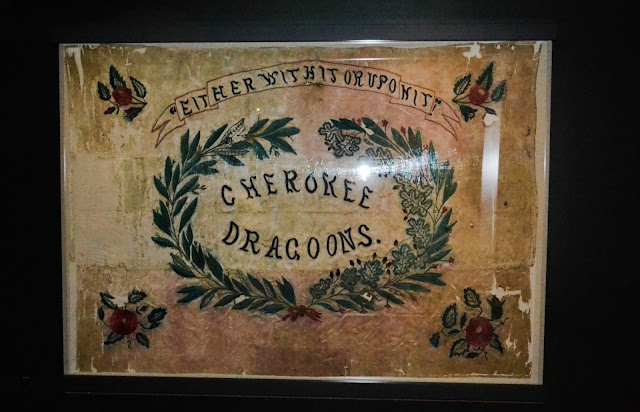 "EITHER WITH IT OR UPON IT"
CHEROKEE
DRAGOONS.